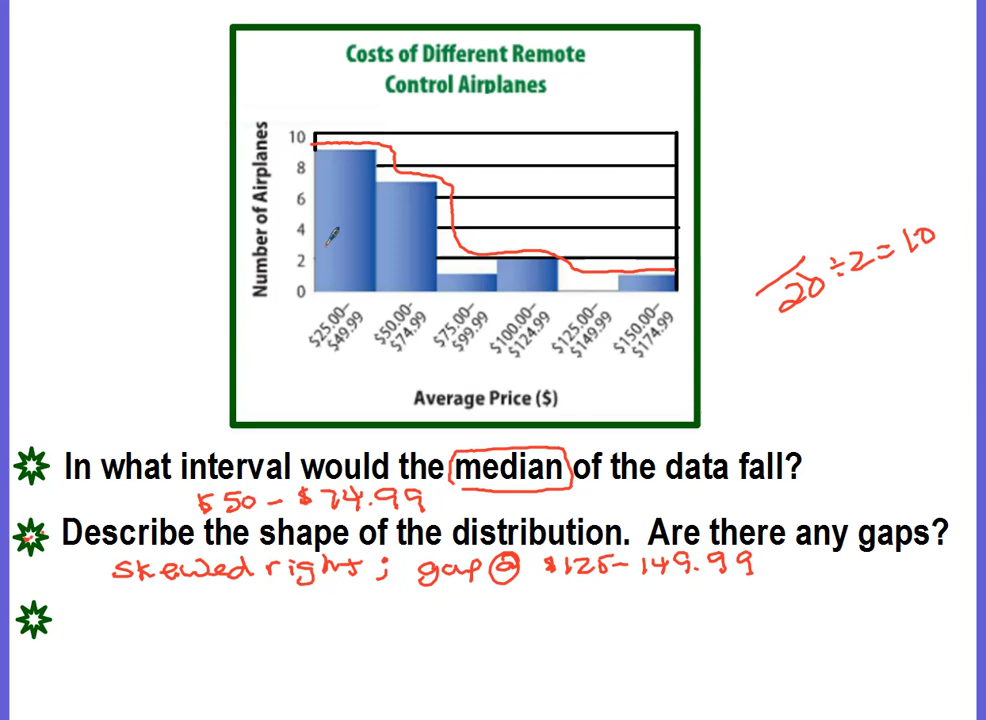 Costs of Different Remote
Control Airplanes
Number of Airplanes
10
8
6
4
2
0
$25.00–
$49.99
$50.00–
$74.99
$75.00–
$99.99
$100.00–
$124.99
$125.00–
$149.99
$150.00–
$174.99
Average Price ($)
20 ÷ 2 = 10
In what interval would the median of the data fall?
$50 - $74.99
Describe the shape of the distribution. Are there any gaps?
skewed right; gap @ $125-149.99